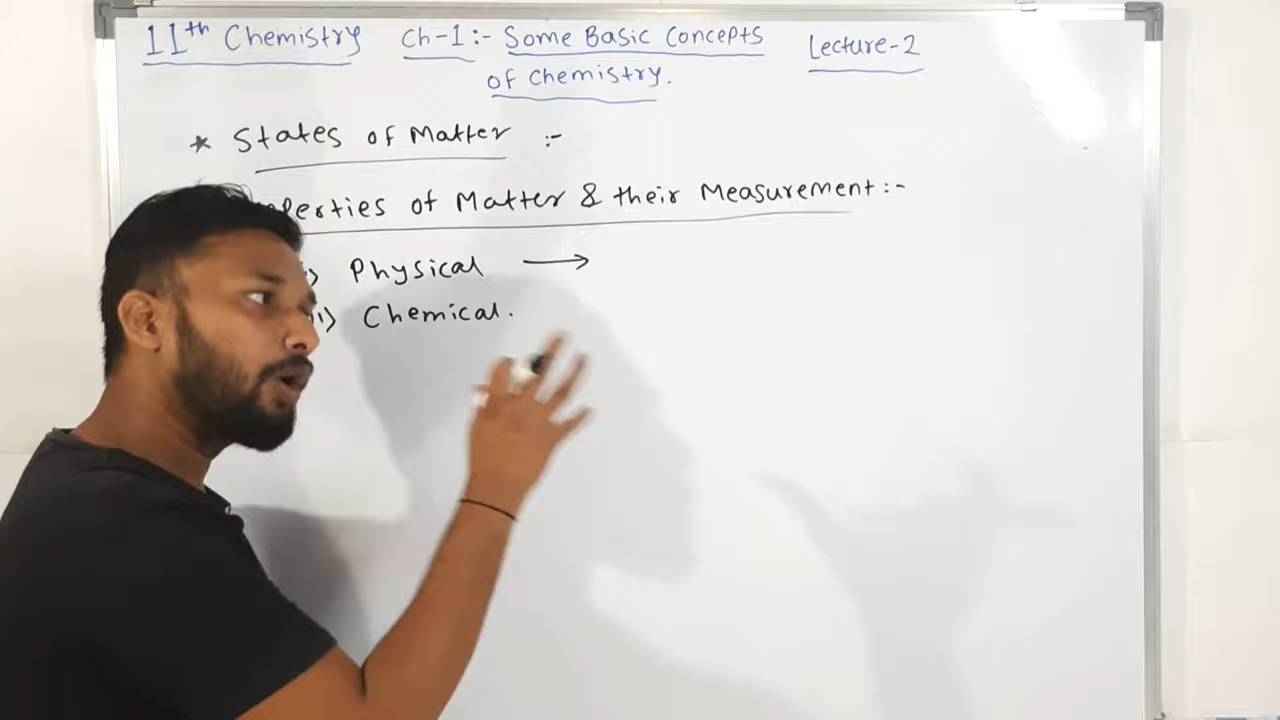 11th Chemistry Ch-1:- Some Basic Concepts of Chemistry. Lecture-2
* States of Matter :-
of Matter & their Measurement:-
Physical →
ii) Chemical.